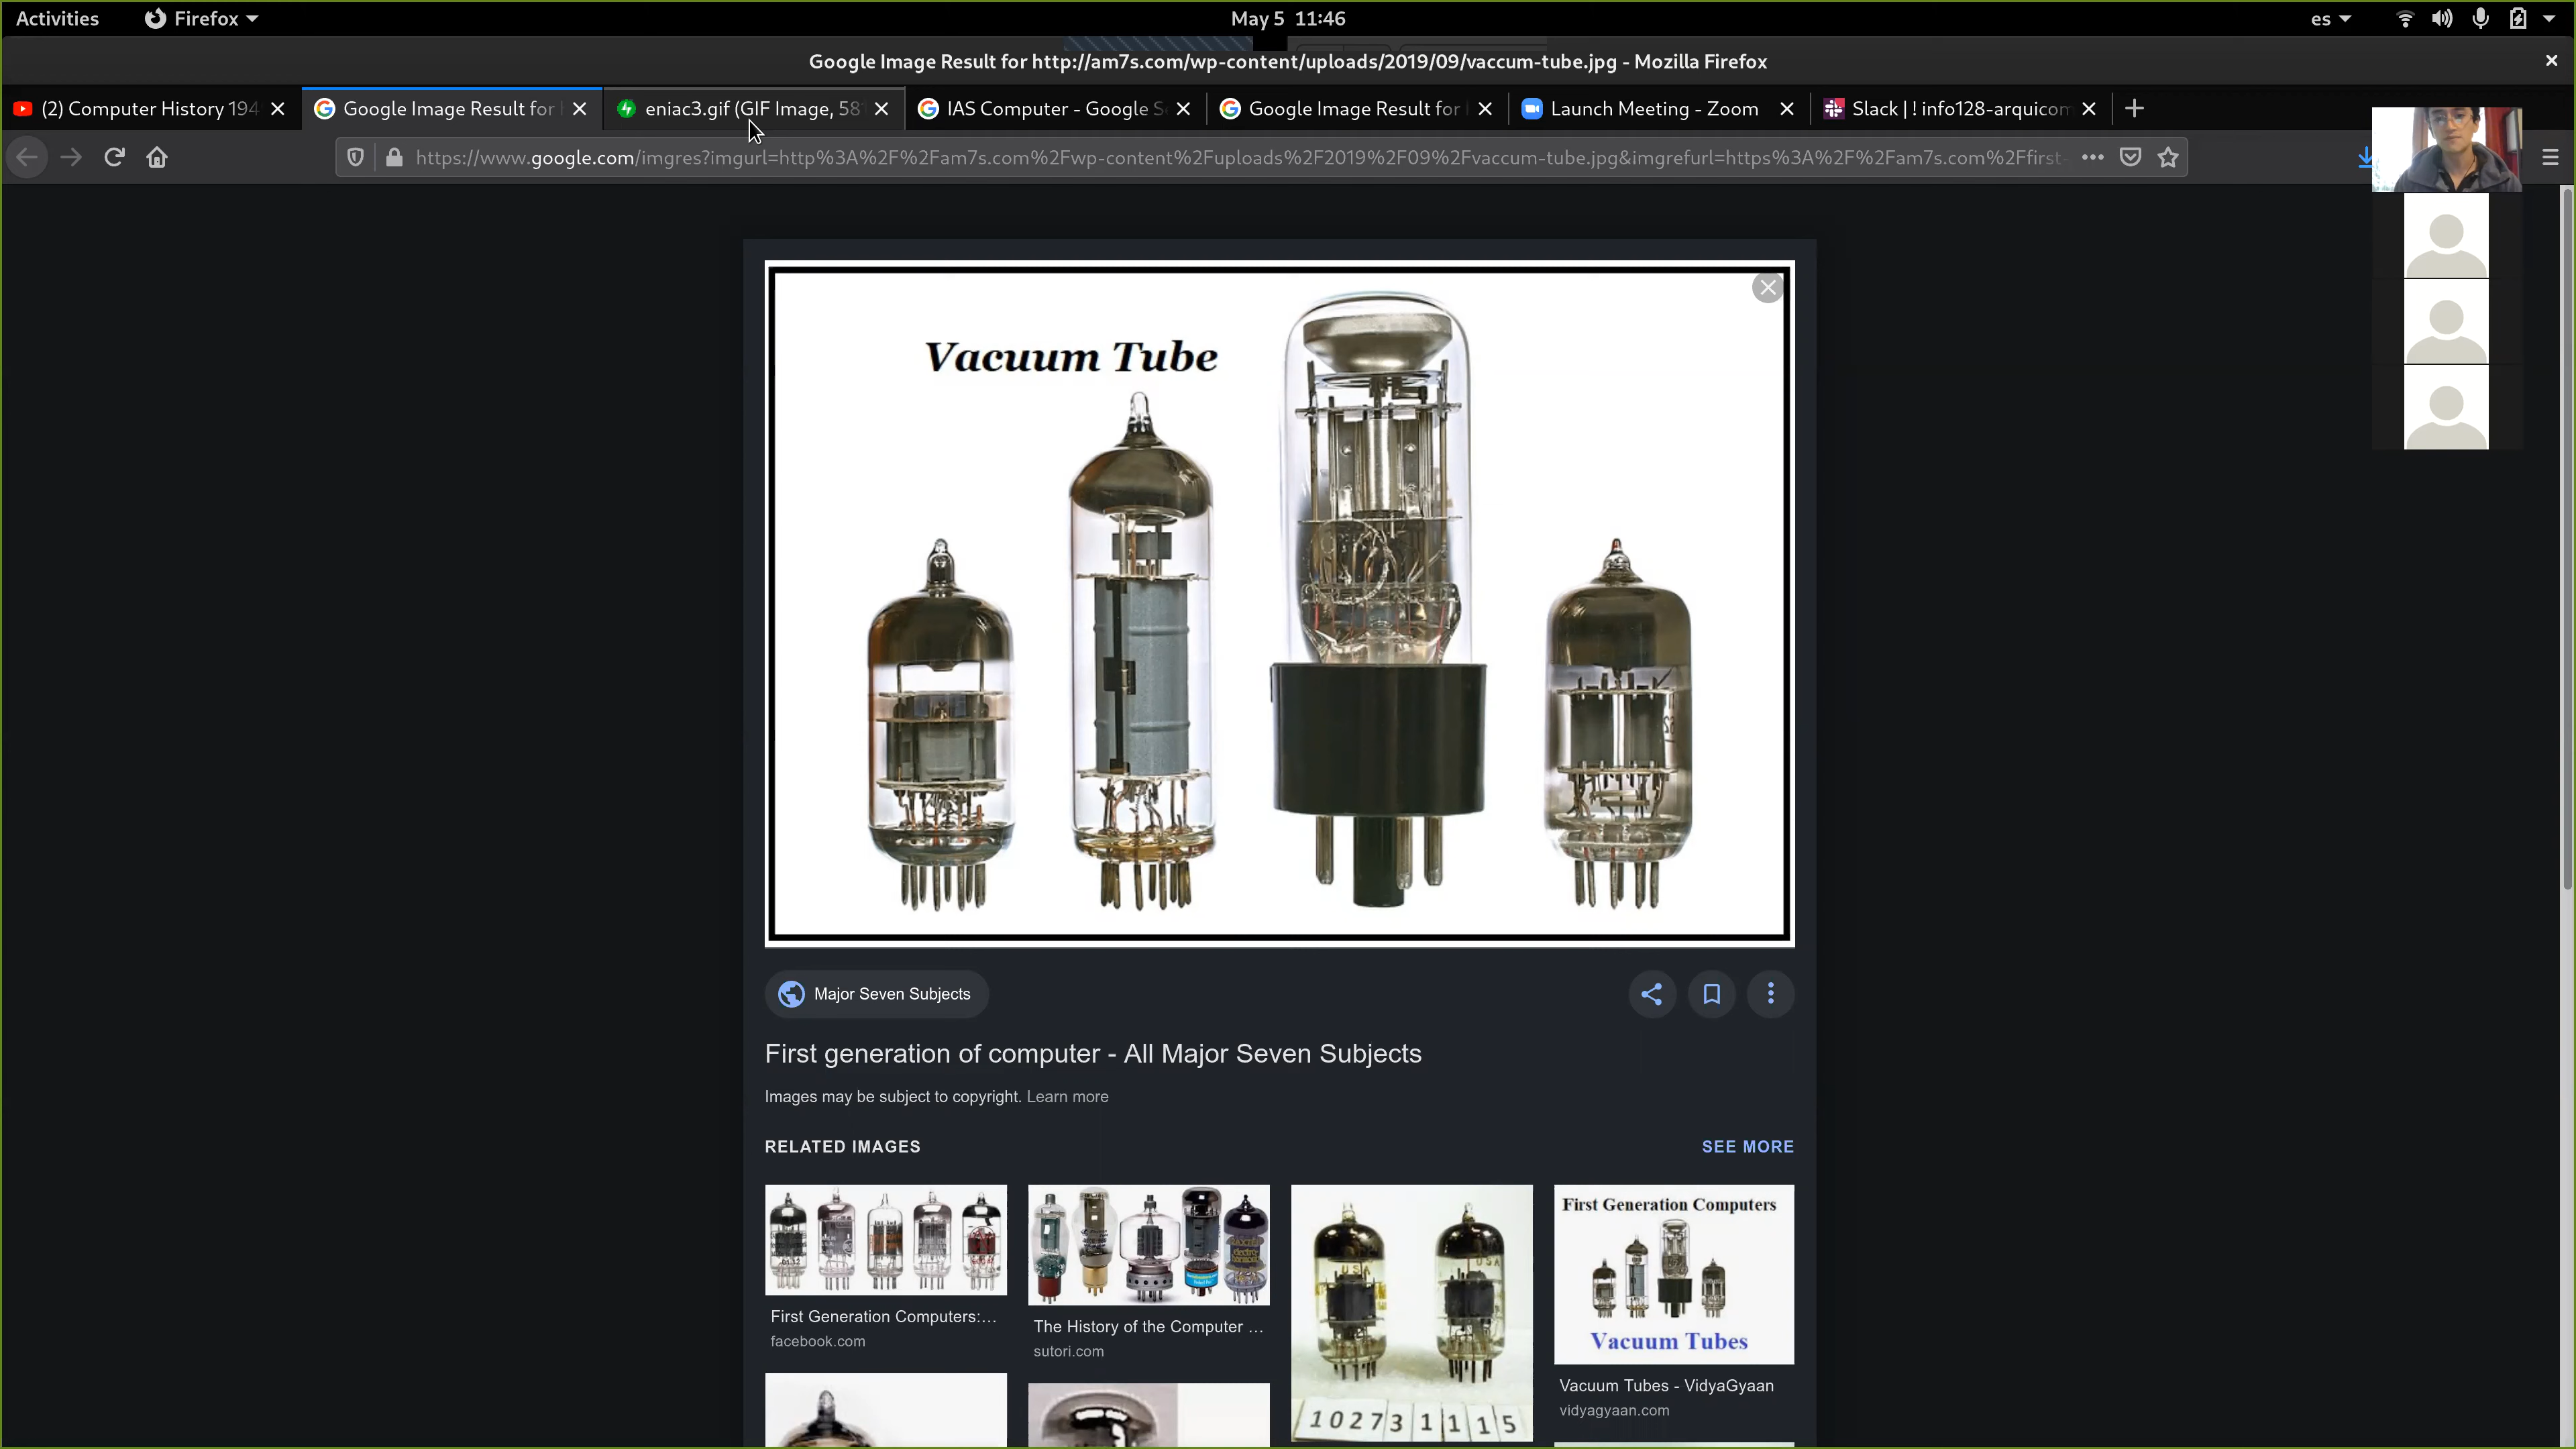 Activities Firefox May 5 11:46 es
Google Image Result for http://am7s.com/wp-content/uploads/2019/09/vaccum-tube.jpg - Mozilla Firefox
(2) Computer History 194 Google Image Result for eniac3.gif (GIF Image, 58 IAS Computer - Google S Google Image Result for Launch Meeting - Zoom Slack | ! info128-arquicom
https://www.google.com/imgres?imgurl=http%3A%2F%2Fam7s.com%2Fwp-content%2Fuploads%2F2019%2F09%2Fvaccum-tube.jpg&imgrefurl=https%3A%2F%2Fam7s.com%2Ffirst-
Vacuum Tube
Major Seven Subjects
First generation of computer - All Major Seven Subjects
Images may be subject to copyright. Learn more
RELATED IMAGES SEE MORE
First Generation Computers:...
facebook.com
The History of the Computer ...
sutori.com
USA USA
102731115
First Generation Computers
Vacuum Tubes
Vacuum Tubes - VidyaGyaan
vidyagyaan.com